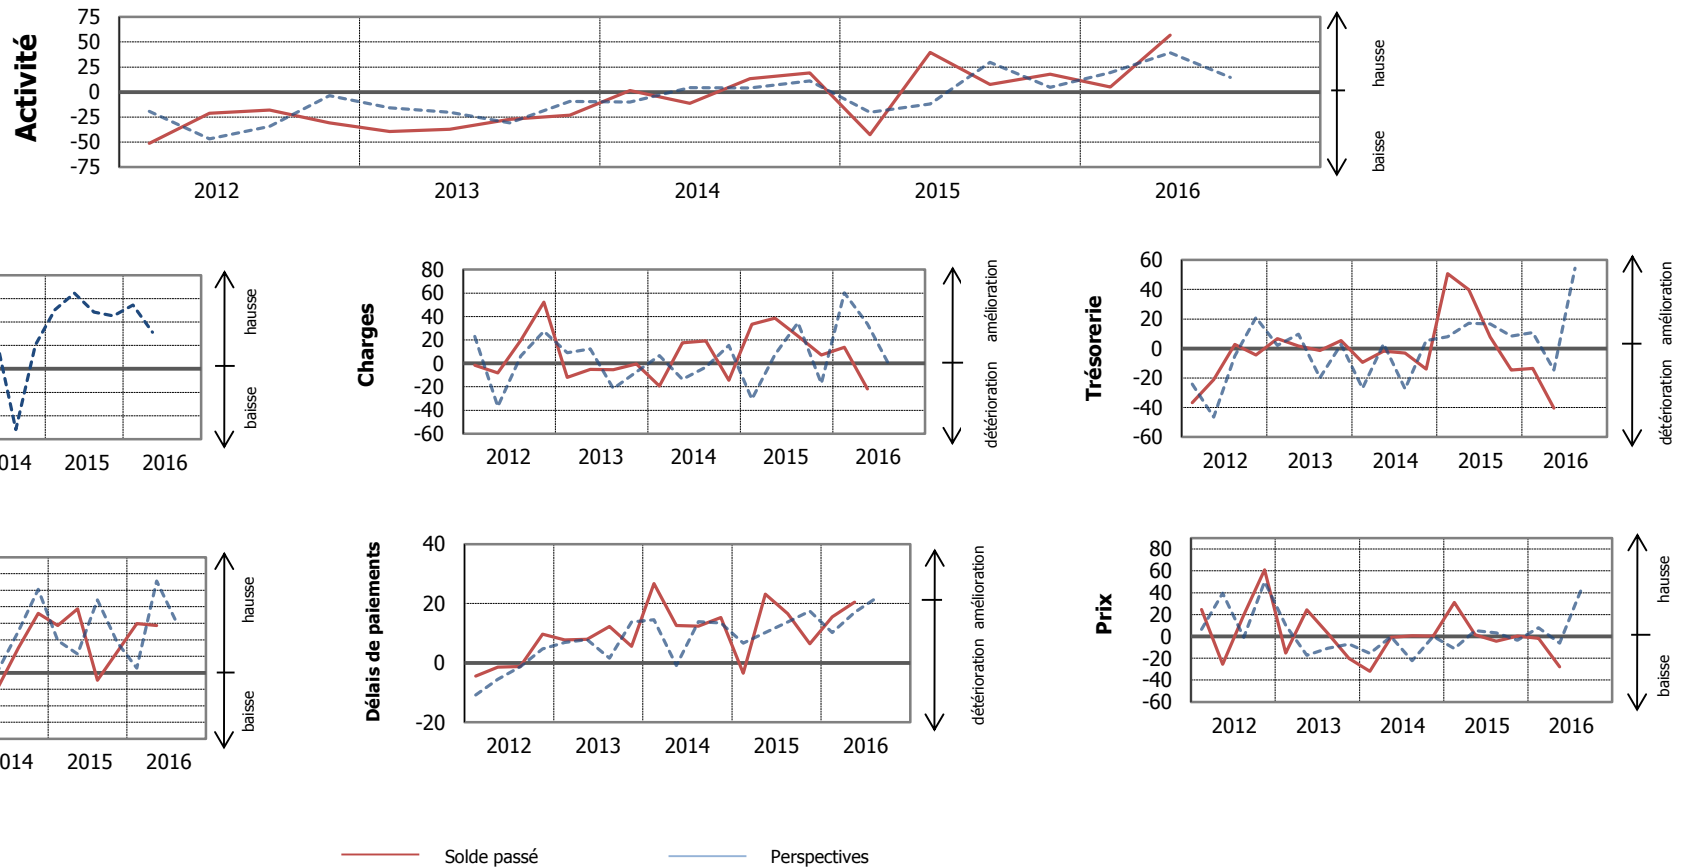 Activité
75
50
25
0
-25
-50
-75
2012 2013 2014 2015 2016
hausse
baisse
014 2015 2016
hausse
baisse
Charges
80
60
40
20
0
-20
-40
-60
2012 2013 2014 2015 2016
amélioration
détérioration
Trésorerie
60
40
20
0
-20
-40
-60
2012 2013 2014 2015 2016
amélioration
détérioration
014 2015 2016
hausse
baisse
Délais de paiements
40
20
0
-20
2012 2013 2014 2015 2016
amélioration
détérioration
Prix
80
60
40
20
0
-20
-40
-60
2012 2013 2014 2015 2016
hausse
baisse
Solde passé Perspectives